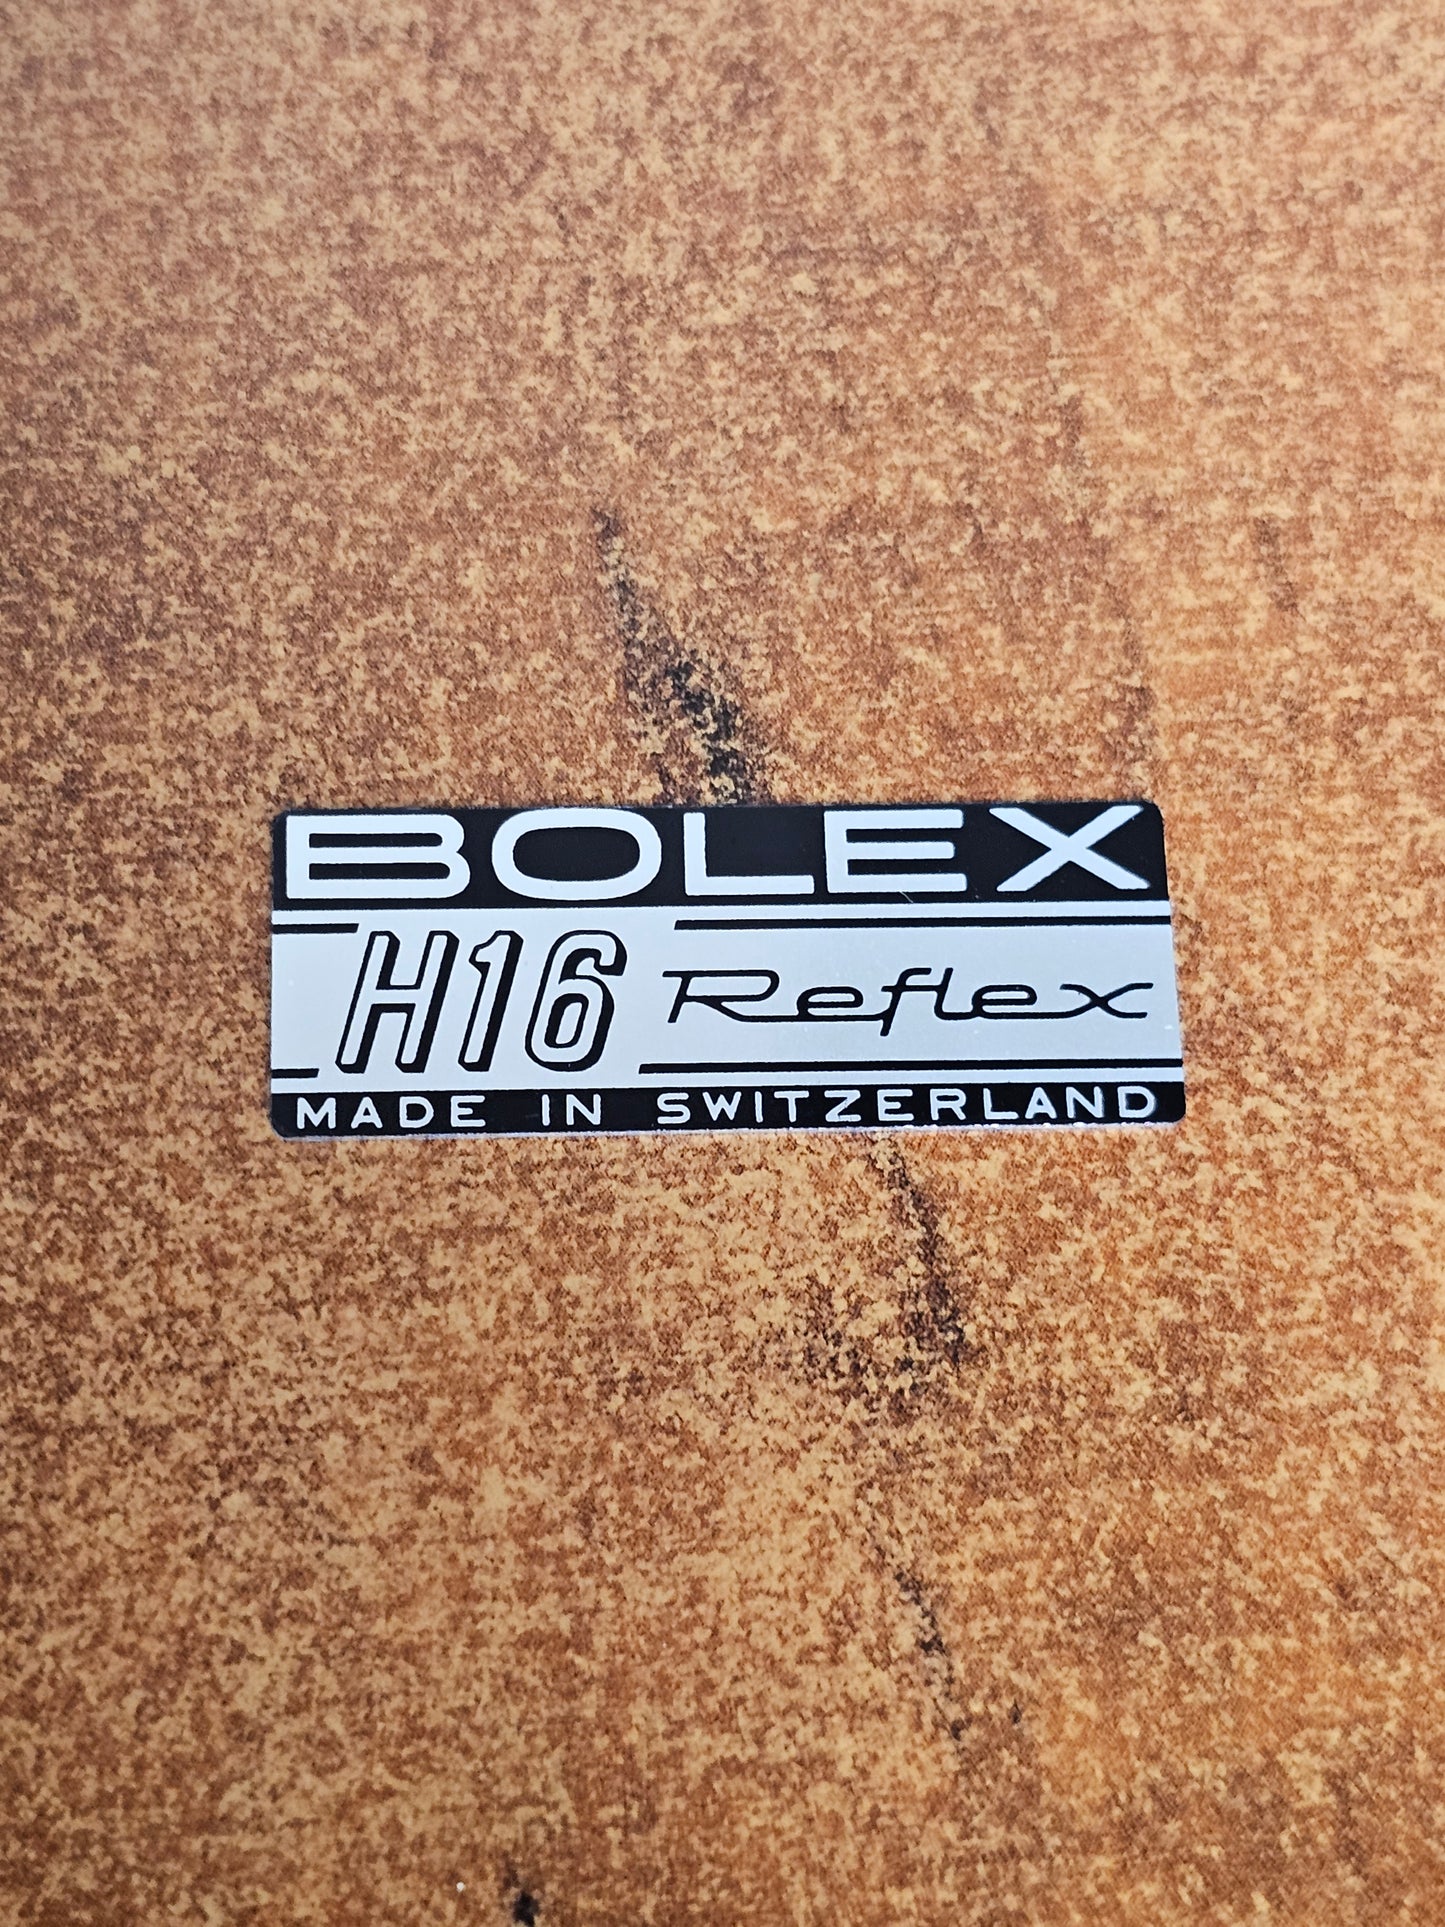 BOLEX
H16 Reflex
MADE IN SWITZERLAND